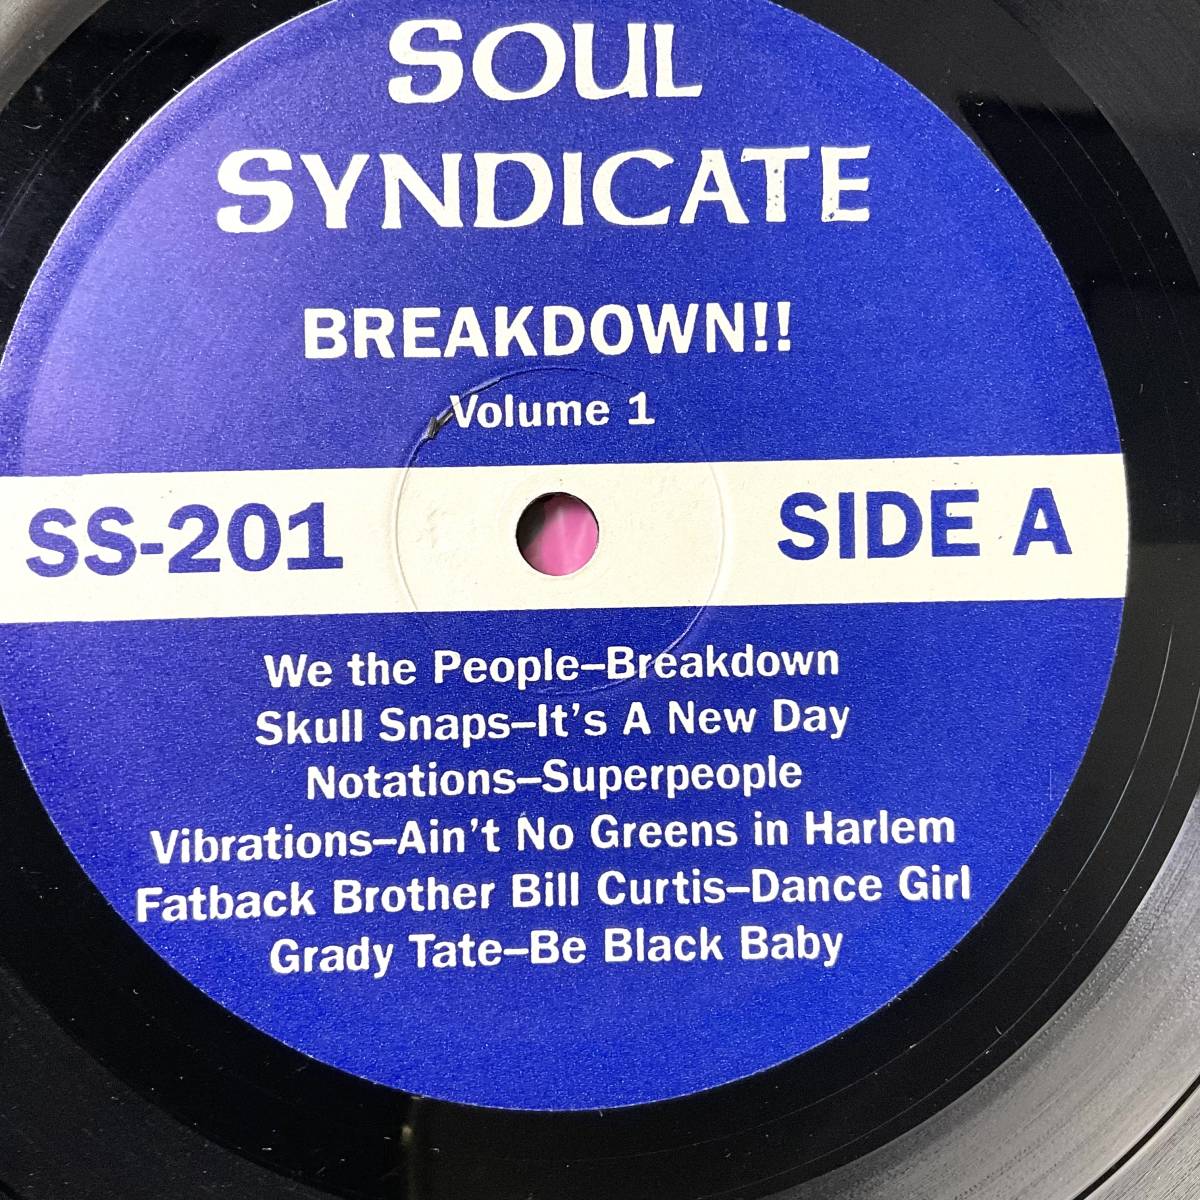 SOUL
SYNDICATE
BREAKDOWN!!
Volume 1
SS-201 SIDE A
We the People–Breakdown
Skull Snaps–It's A New Day
Notations–Superpeople
Vibrations–Ain't No Greens in Harlem
Fatback Brother Bill Curtis–Dance Girl
Grady Tate–Be Black Baby